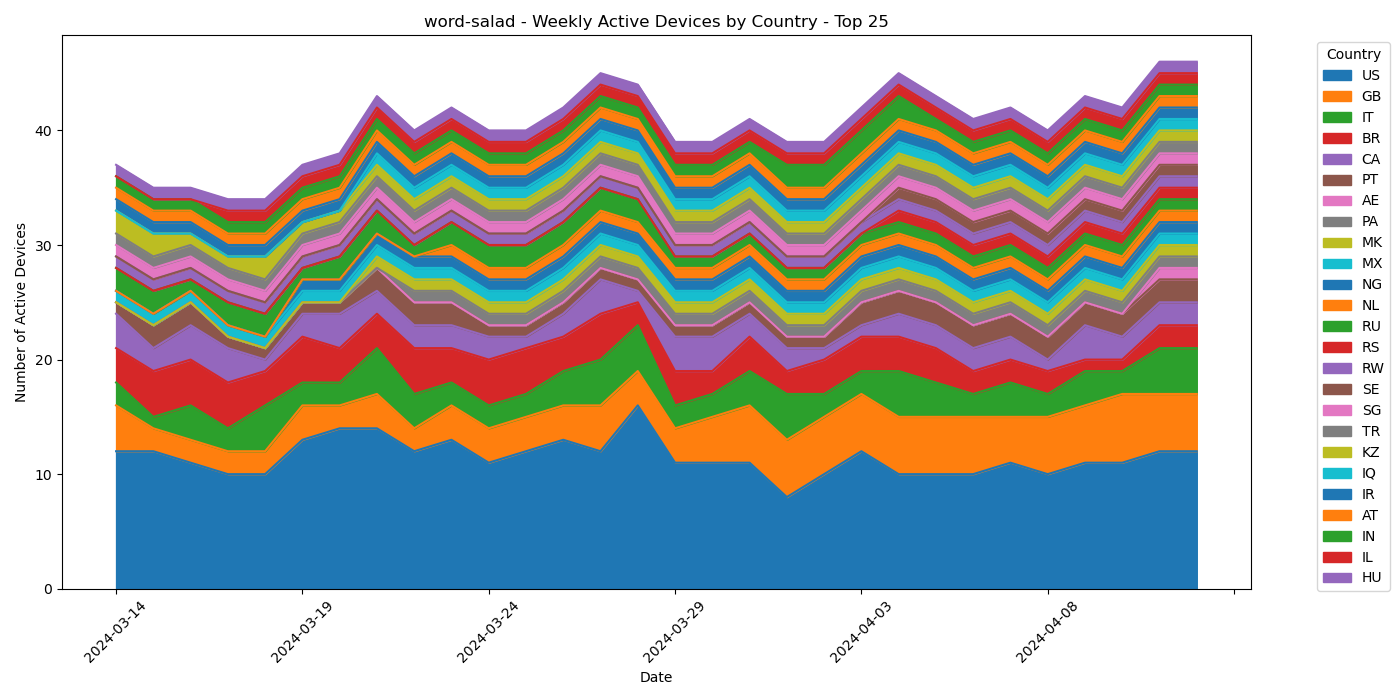 word-salad - Weekly Active Devices by Country - Top 25
Number of Active Devices
40
30
20
10
0
2024-03-14
2024-03-19
2024-03-24
2024-03-29
2024-04-03
2024-04-08
Date
Country
US
GB
IT
BR
CA
PT
AE
PA
MK
MX
NG
NL
RU
RS
RW
SE
SG
TR
KZ
IQ
IR
AT
IN
IL
HU